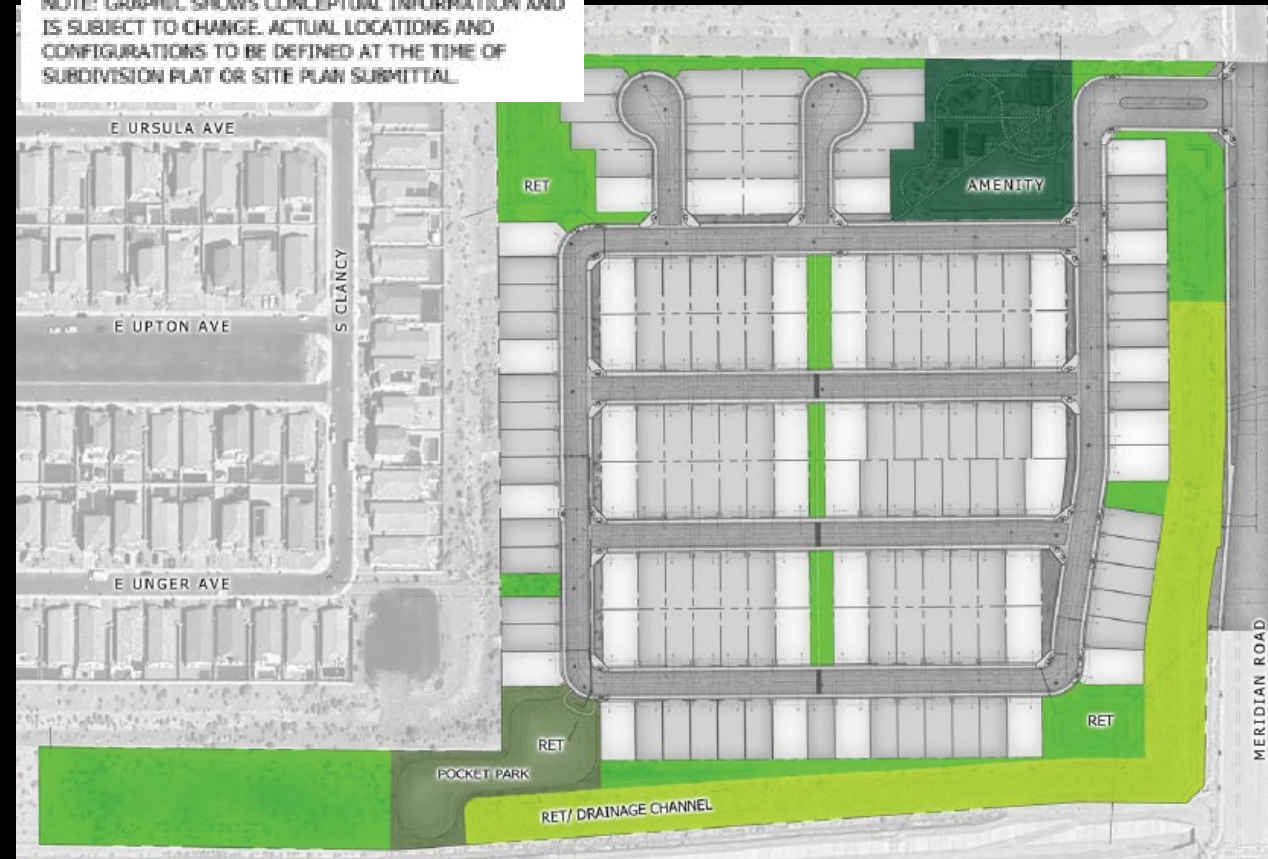 NOTE: GRAPHIC SHOWS CONCEPTUAL INFORMATION AND
IS SUBJECT TO CHANGE. ACTUAL LOCATIONS AND
CONFIGURATIONS TO BE DEFINED AT THE TIME OF
SUBDIVISION PLAT OR SITE PLAN SUBMITTAL.
E URSULA AVE
RET
AMENITY
S CLANCY
E UPTON AVE
E UNGER AVE
MERIDIAN ROAD
RET
RET
POCKET PARK
RET/ DRAINAGE CHANNEL